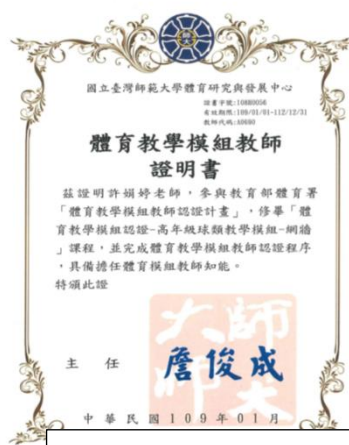 國立臺灣師範大學體育研究與發展中心
證書字號:108B0056
有效期限:109/01/01-112/12/31
體育教學模組教師
證明書
茲證明許娟婷老師,參與教育部體育署
「體育教學模組教師認證計畫」,修畢「體
育教學模組認證-高年級球類教學模組-網牆
」課程,並完成體育教學模組教師認證程序
,具備擔任體育模組教師知能。
特頒此證
師大
主任 詹俊成
師大
中華民國109年01月